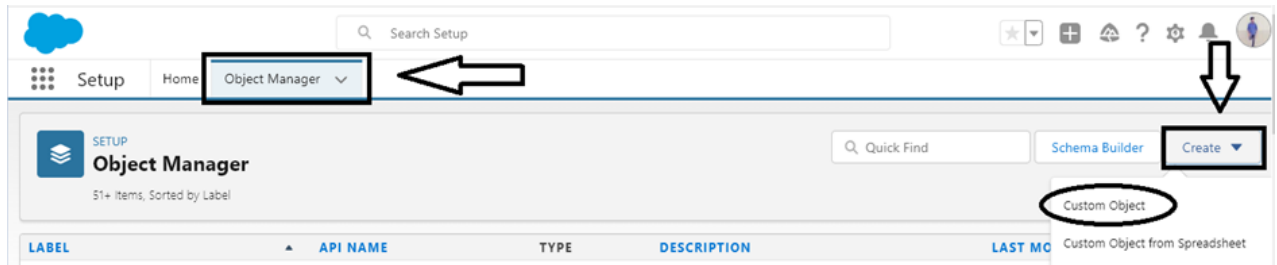 Search Setup
Setup Home Object Manager
SETUP
Object Manager
51+ Items, Sorted by Label
Quick Find Schema Builder Create
Custom Object
Custom Object from Spreadsheet
LABEL API NAME TYPE DESCRIPTION LAST MO